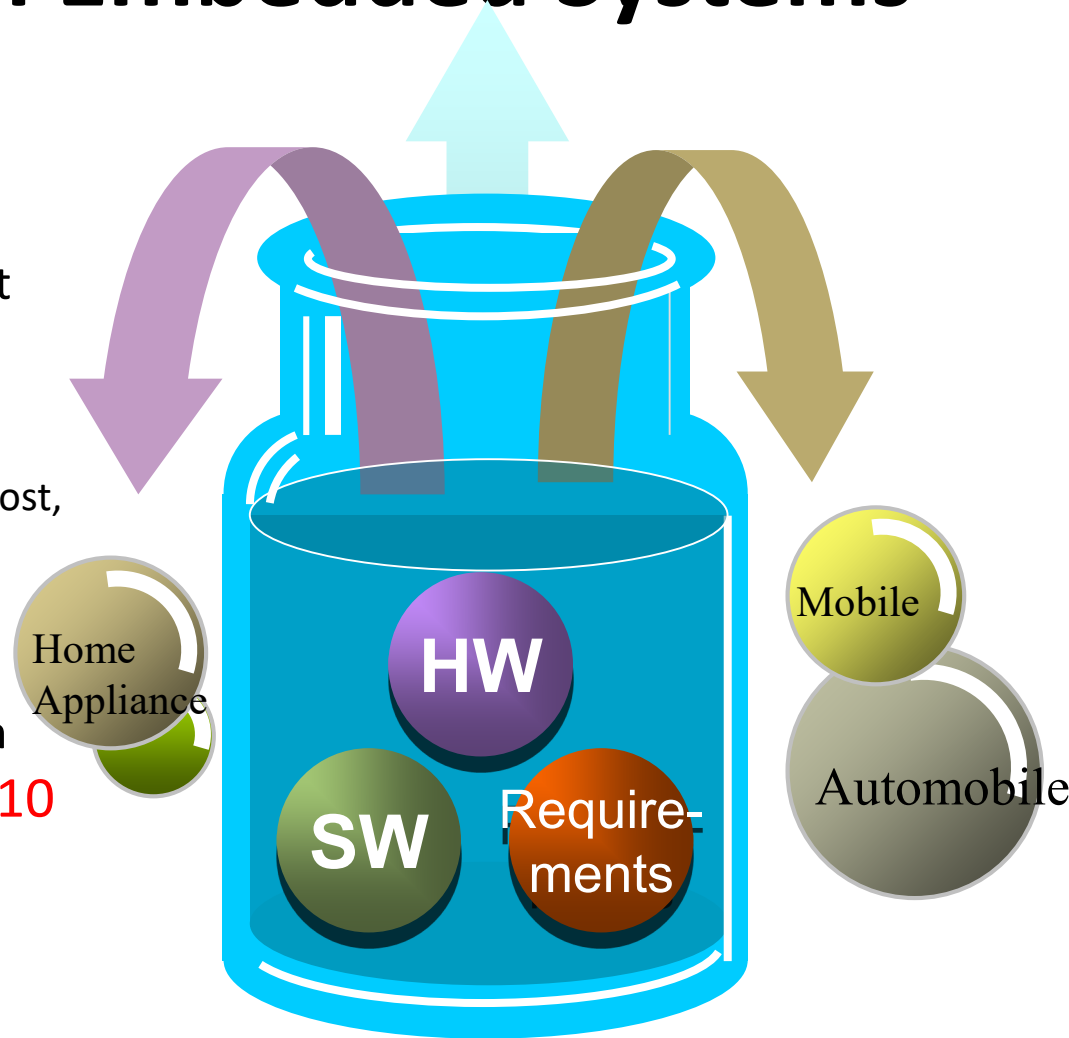 Embedded Systems
t
ost,
10
HW
SW
Require-
ments
Home
Appliance
Mobile
Automobile